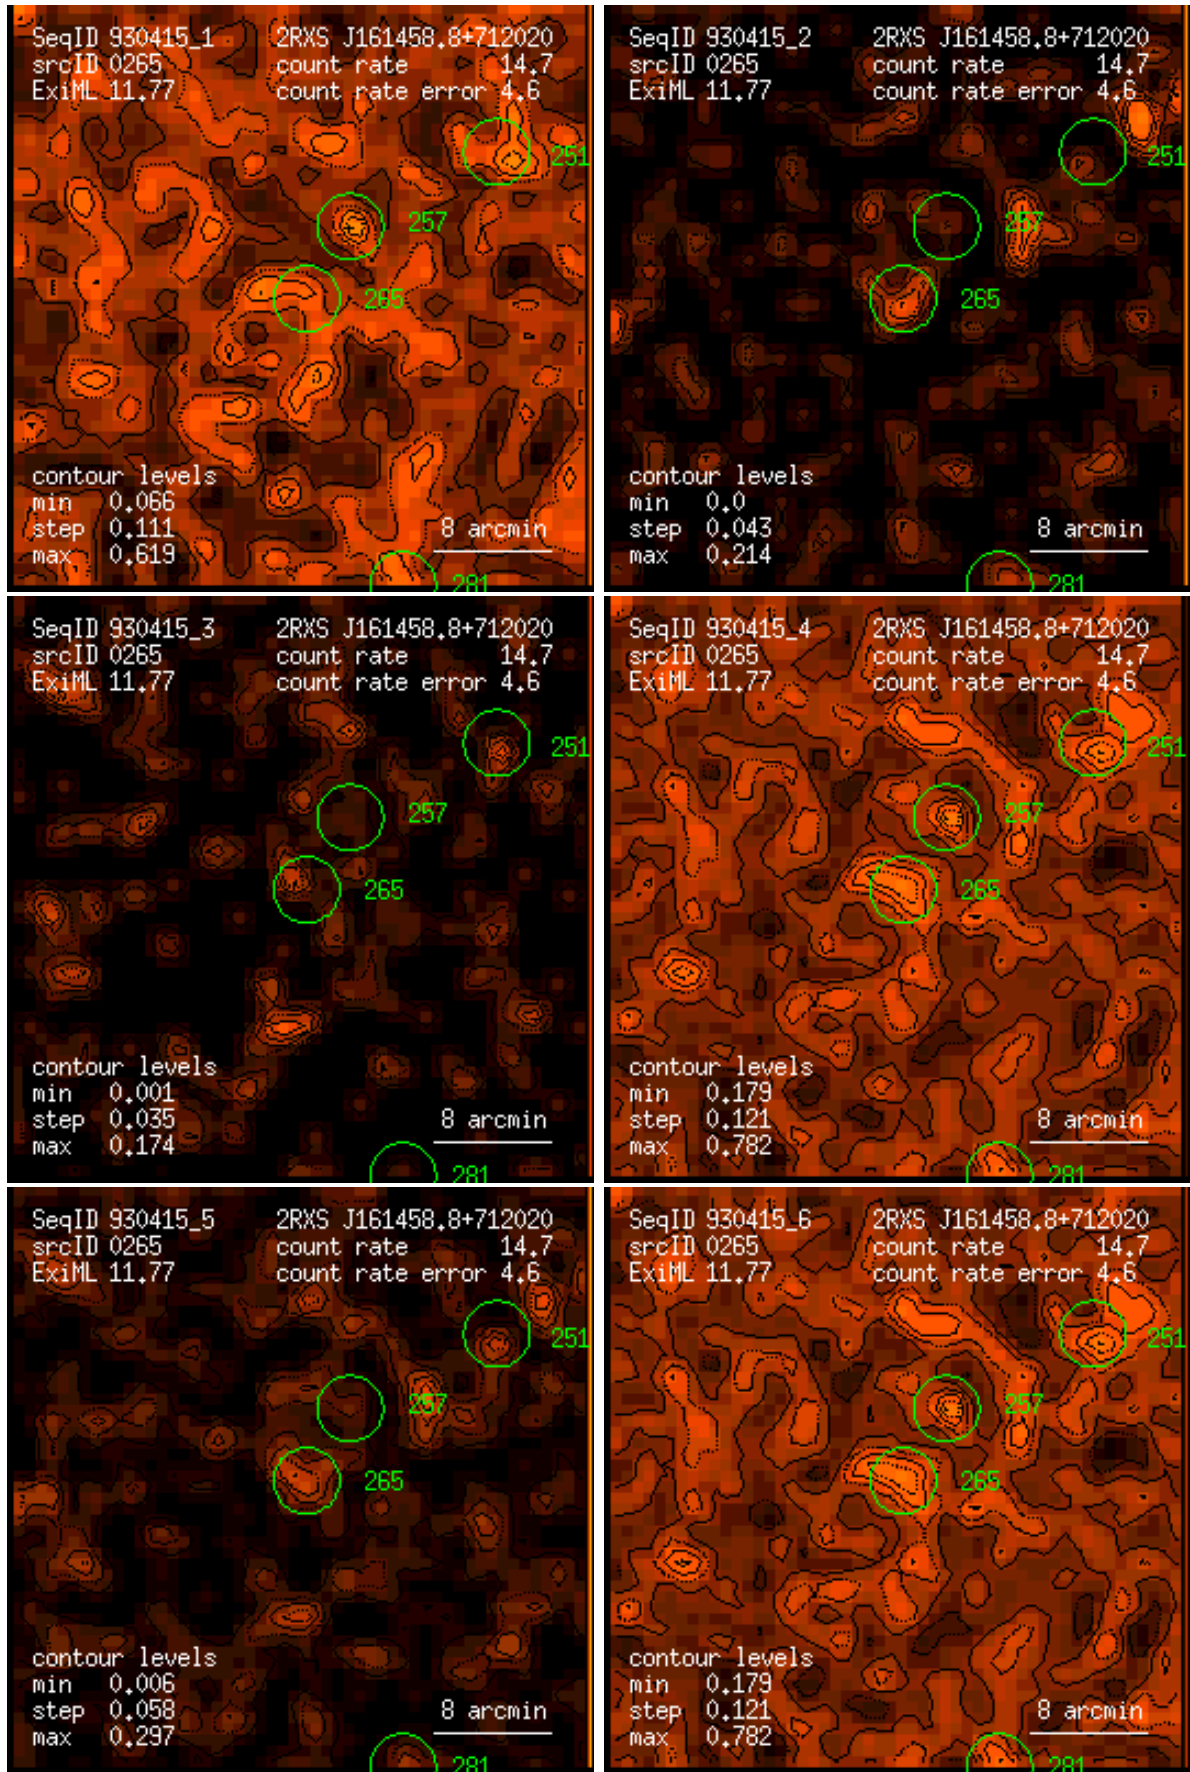 SeqID 930415_1 2RXS J161458.8+712020
srcID 0265 count rate 14.7
ExiML 11.77 count rate error 4.6
251
257
265
contour levels
min 0.066
step 0.111 8 arcmin
max 0.619
281
SeqID 930415_2 2RXS J161458.8+712020
srcID 0265 count rate 14.7
ExiML 11.77 count rate error 4.6
251
257
265
contour levels
min 0.0
step 0.043 8 arcmin
max 0.214
281
SeqID 930415_3 2RXS J161458.8+712020
srcID 0265 count rate 14.7
ExiML 11.77 count rate error 4.6
251
257
265
contour levels
min 0.001
step 0.035 8 arcmin
max 0.174
281
SeqID 930415_4 2RXS J161458.8+712020
srcID 0265 count rate 14.7
ExiML 11.77 count rate error 4.6
251
257
265
contour levels
min 0.179
step 0.121 8 arcmin
max 0.782
281
SeqID 930415_5 2RXS J161458.8+712020
srcID 0265 count rate 14.7
ExiML 11.77 count rate error 4.6
251
257
265
contour levels
min 0.006
step 0.058 8 arcmin
max 0.297
281
SeqID 930415_6 2RXS J161458.8+712020
srcID 0265 count rate 14.7
ExiML 11.77 count rate error 4.6
251
257
265
contour levels
min 0.179
step 0.121 8 arcmin
max 0.782
281